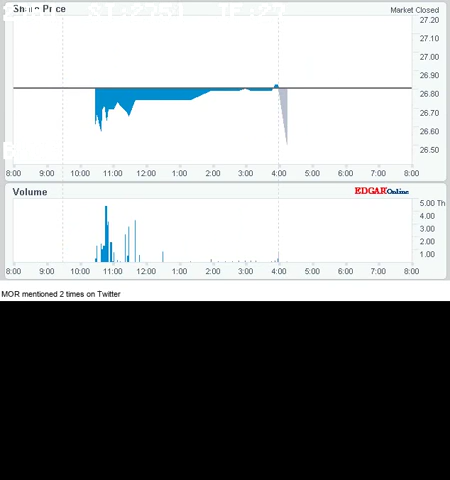 Share Price
Market Closed
27.20
27.10
27.00
26.90
26.80
26.70
26.60
26.50
8:00 9:00 10:00 11:00 12:00 1:00 2:00 3:00 4:00 5:00 6:00 7:00 8:00
Volume
EDGAR Online
5.00 Th
4.00
3.00
2.00
1.00
8:00 9:00 10:00 11:00 12:00 1:00 2:00 3:00 4:00 5:00 6:00 7:00 8:00
MOR mentioned 2 times on Twitter